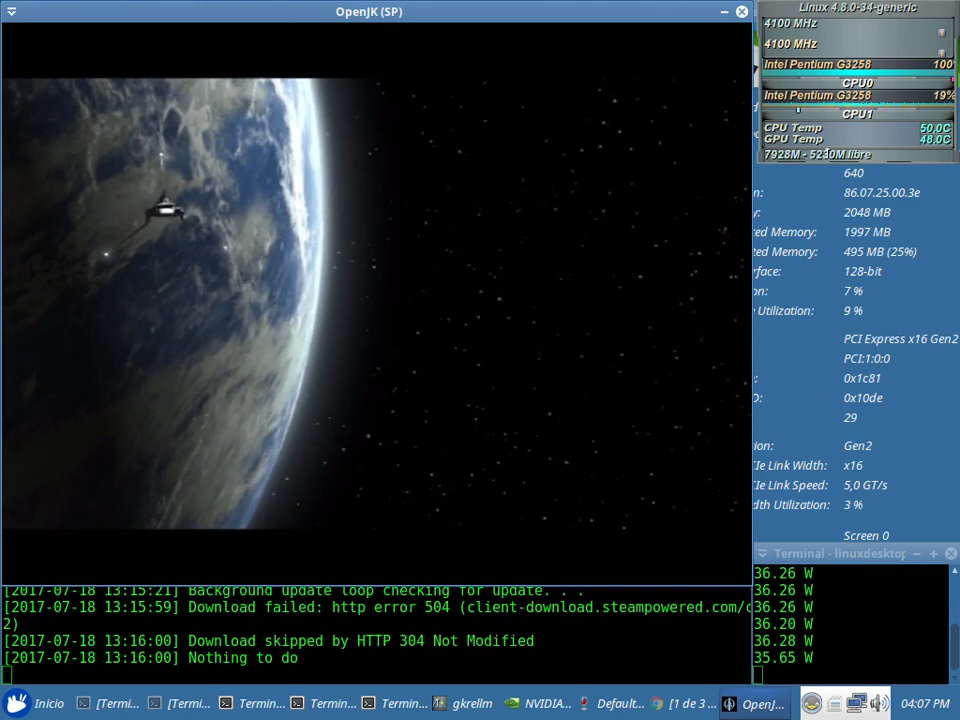 OpenJK (SP)
Linux 4.8.0-34-generic
4100 MHz
4100 MHz
Intel Pentium G3258 100
CPU0
Intel Pentium G3258 19%
CPU1
CPU Temp 50.0C
GPU Temp 48.0C
7928M - 5230M libre
640
n: 86.07.25.00.3e
y: 2048 MB
ed Memory: 1997 MB
ted Memory: 495 MB (25%)
rface: 128-bit
on: 7 %
Utilization: 9 %
PCI Express x16 Gen2
PCI:1:0:0
: 0x1c81
D: 0x10de
29
ion: Gen2
Ie Link Width: x16
Ie Link Speed: 5,0 GT/s
dth Utilization: 3 %
Screen 0
Terminal - linuxdesktop
36.26 W
36.26 W
36.26 W
36.20 W
36.28 W
35.65 W
[2017-07-18 13:15:21] Background update loop checking for update. . .
[2017-07-18 13:15:59] Download failed: http error 504 (client-download.steampowered.com/c
2)
[2017-07-18 13:16:00] Download skipped by HTTP 304 Not Modified
[2017-07-18 13:16:00] Nothing to do
Inicio [Termi... [Termi... Termin... Termin... Termin... gkrellm NVIDIA... Default... [1 de 3 ... OpenJ... 04:07 PM